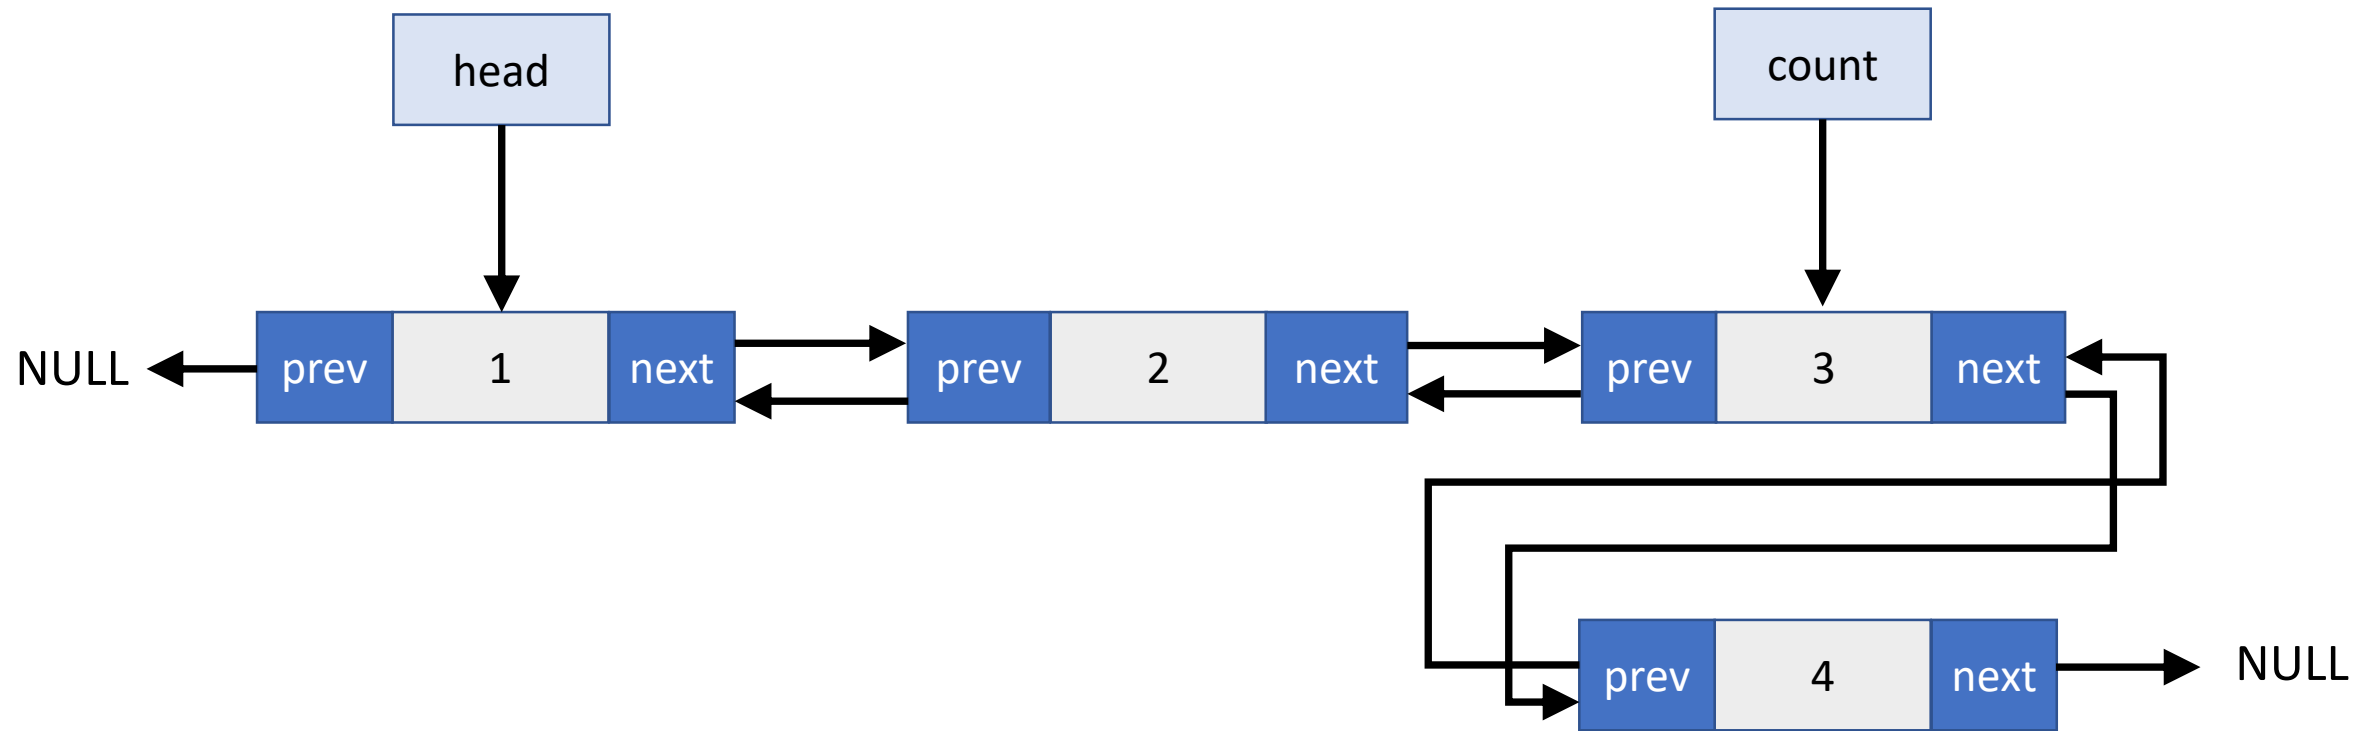 head
count
NULL
prev
1
next
prev
2
next
prev
3
next
prev
4
next
NULL